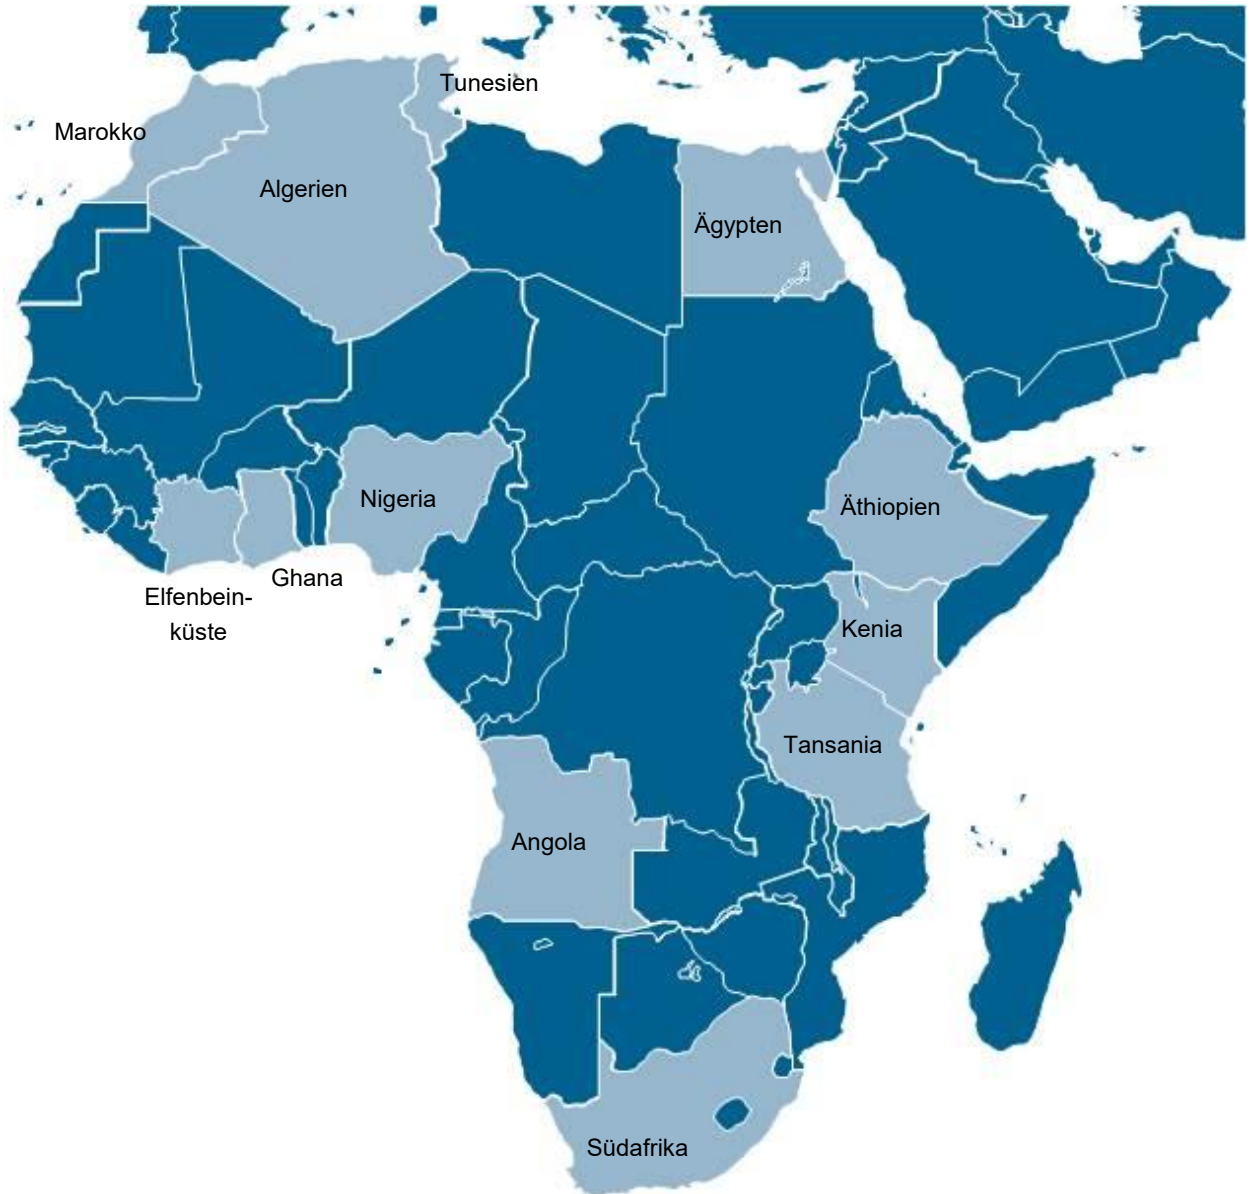 Tunesien
Marokko
Algerien
Ägypten
Nigeria
Äthiopien
Ghana
Elfenbein-
küste
Kenia
Tansania
Angola
Südafrika